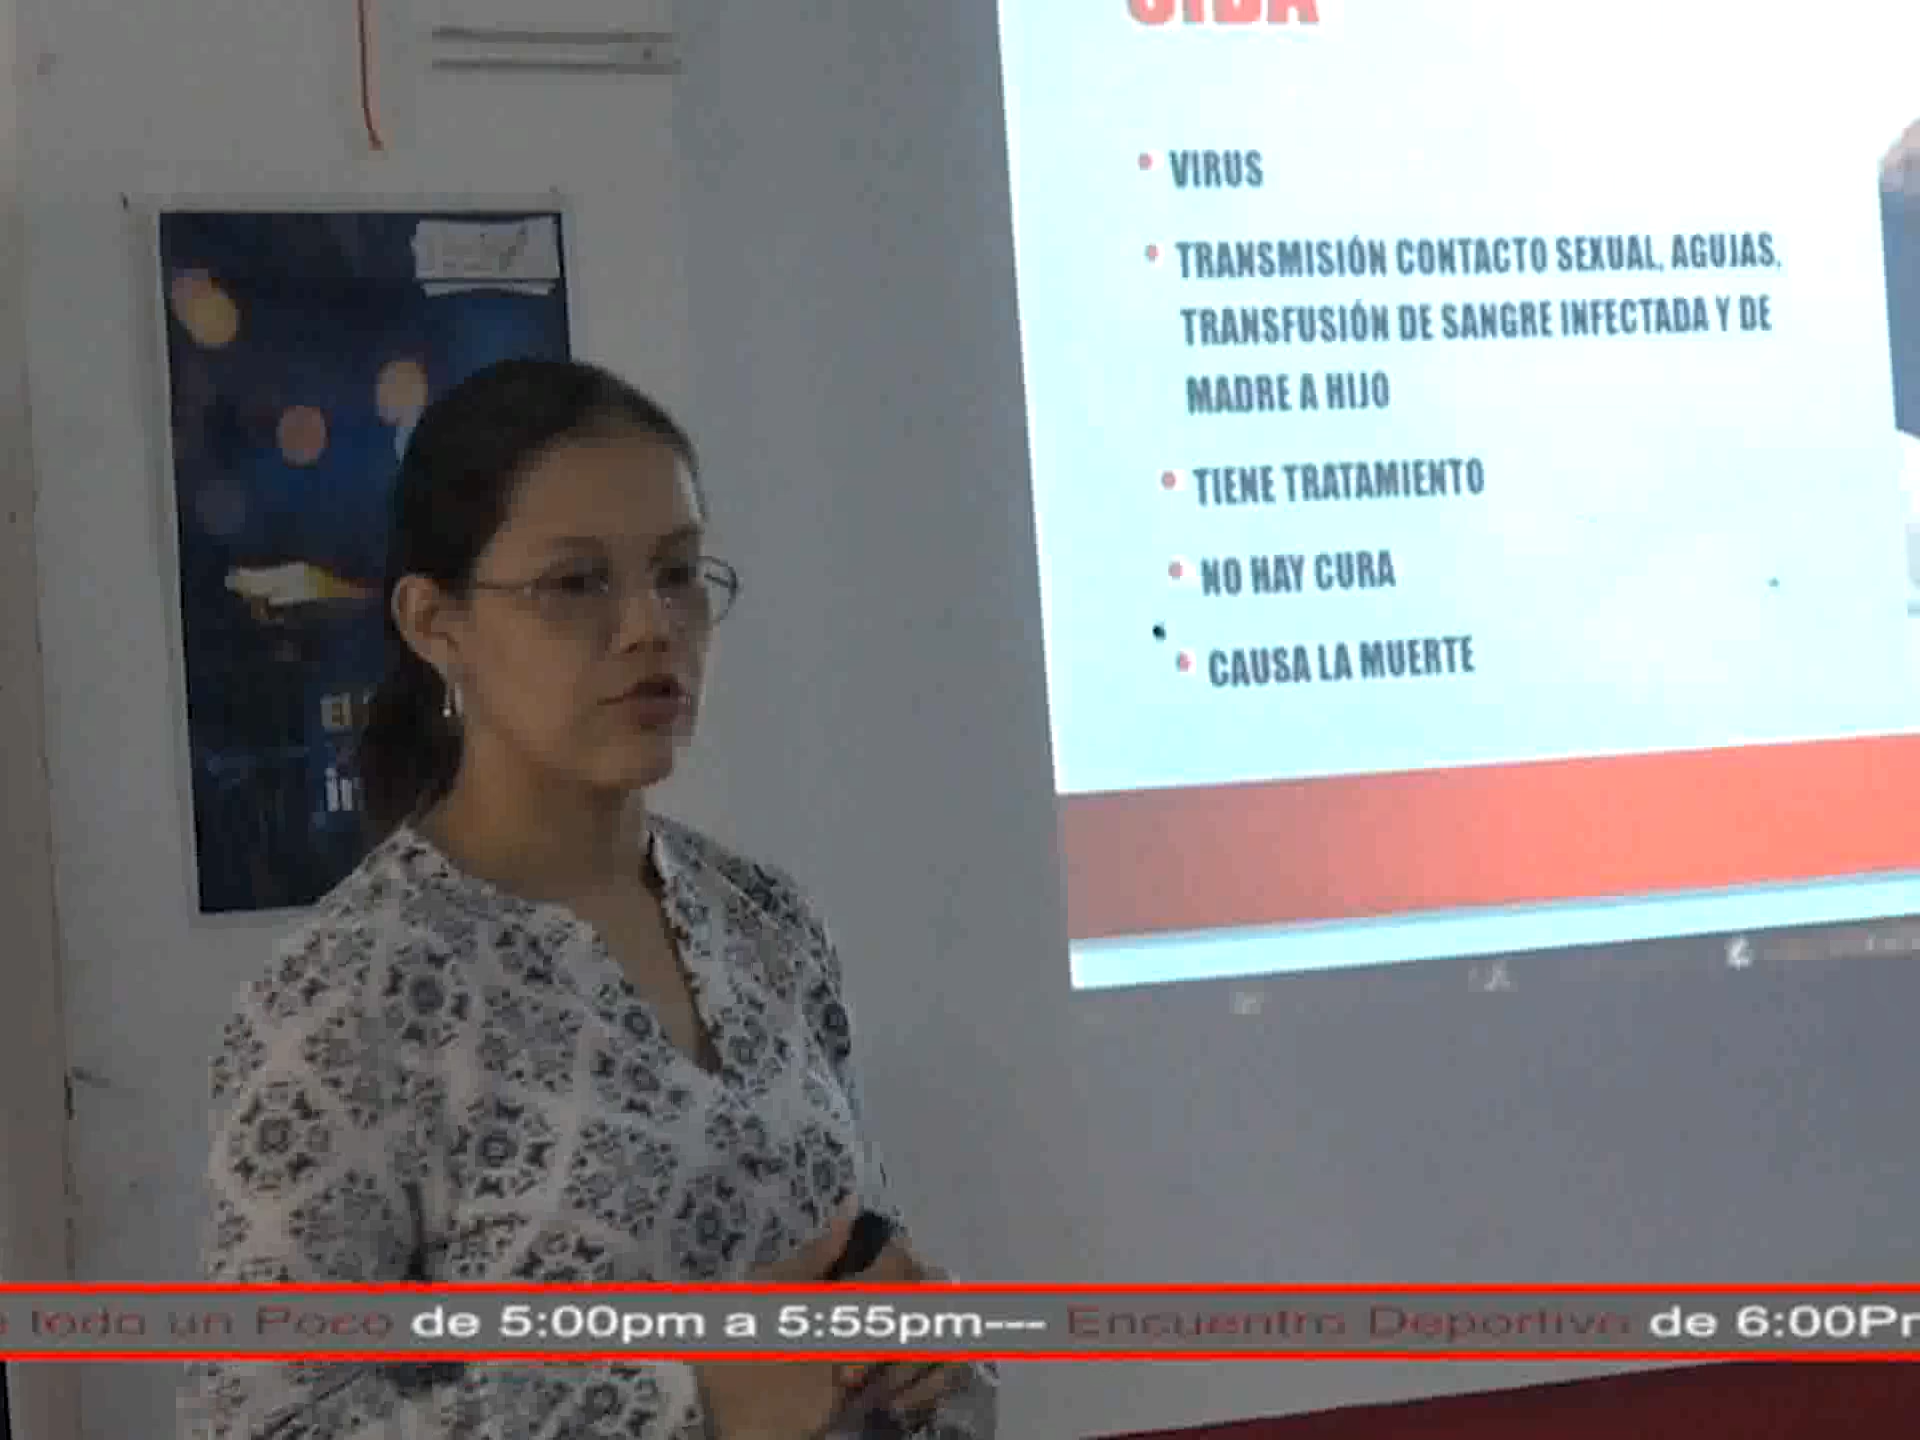 SIDA
• VIRUS
• TRANSMISIÓN CONTACTO SEXUAL, AGUJAS,
TRANSFUSIÓN DE SANGRE INFECTADA Y DE
MADRE A HIJO
• TIENE TRATAMIENTO
• NO HAY CURA
• CAUSA LA MUERTE
todo un Poco de 5:00pm a 5:55pm--- Encuentro Deportivo de 6:00P